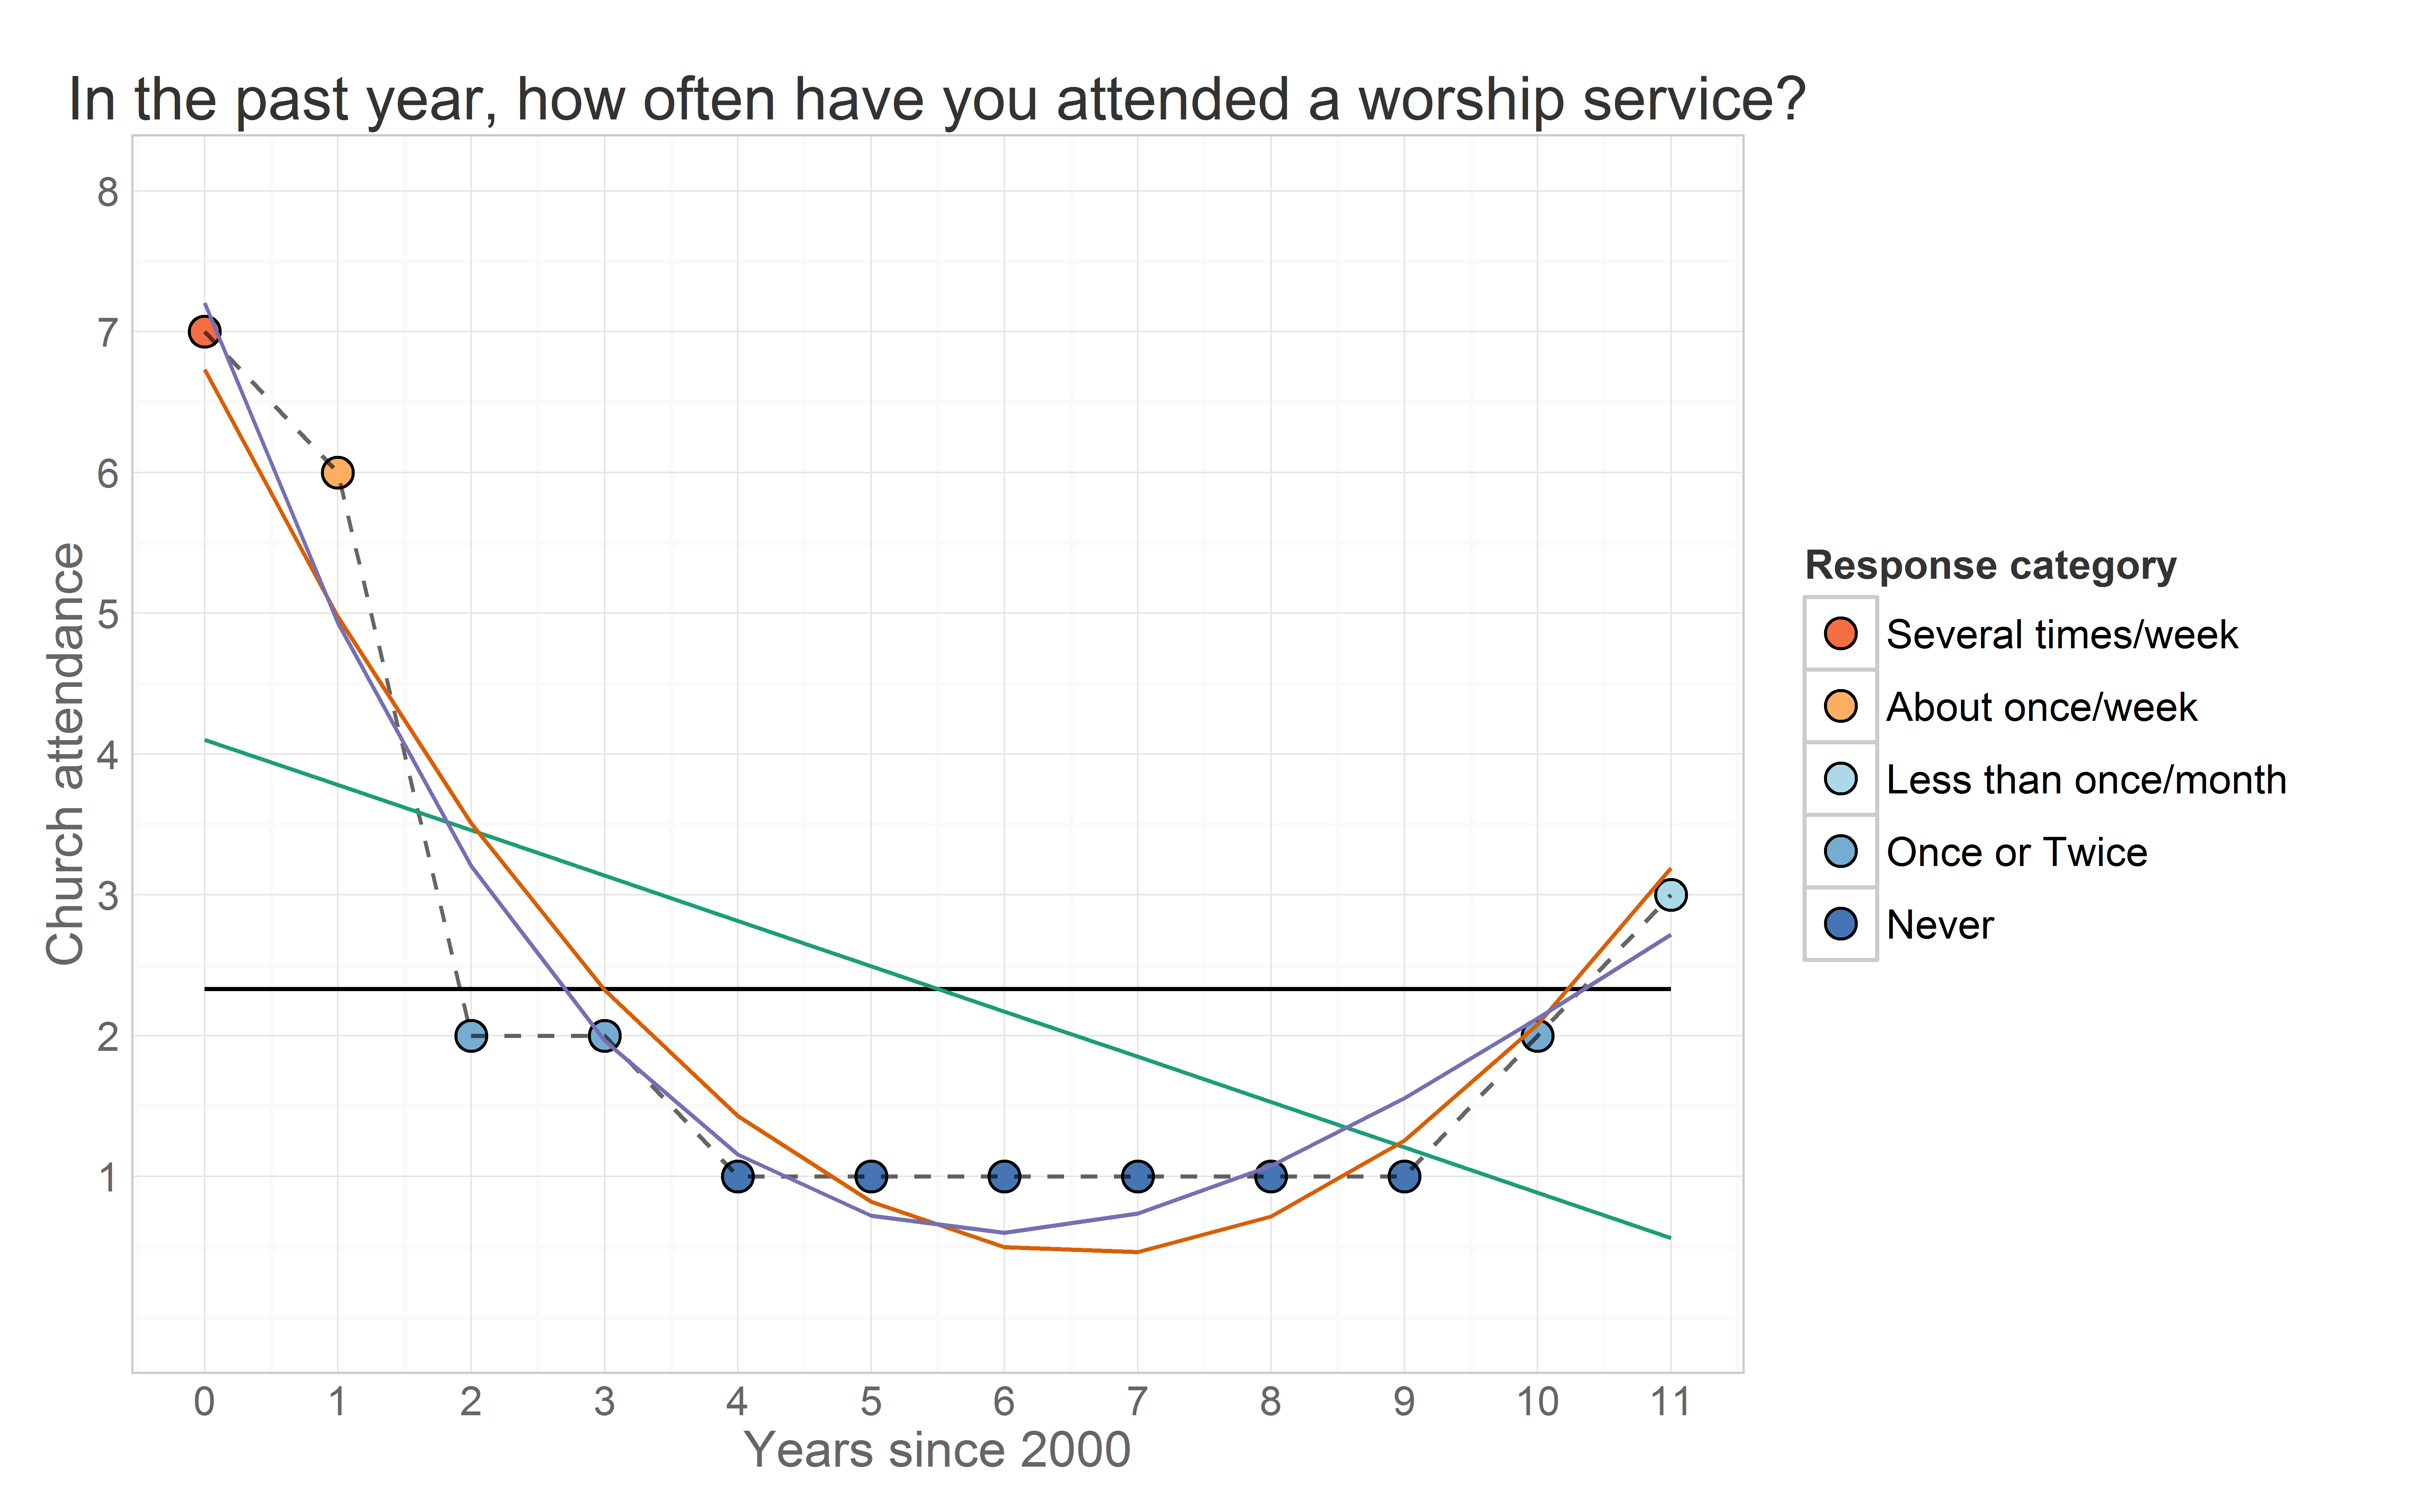 In the past year, how often have you attended a worship service?
Church attendance
8
7
6
5
4
3
2
1
0 1 2 3 4 5 6 7 8 9 10 11
Years since 2000
Response category
Several times/week
About once/week
Less than once/month
Once or Twice
Never